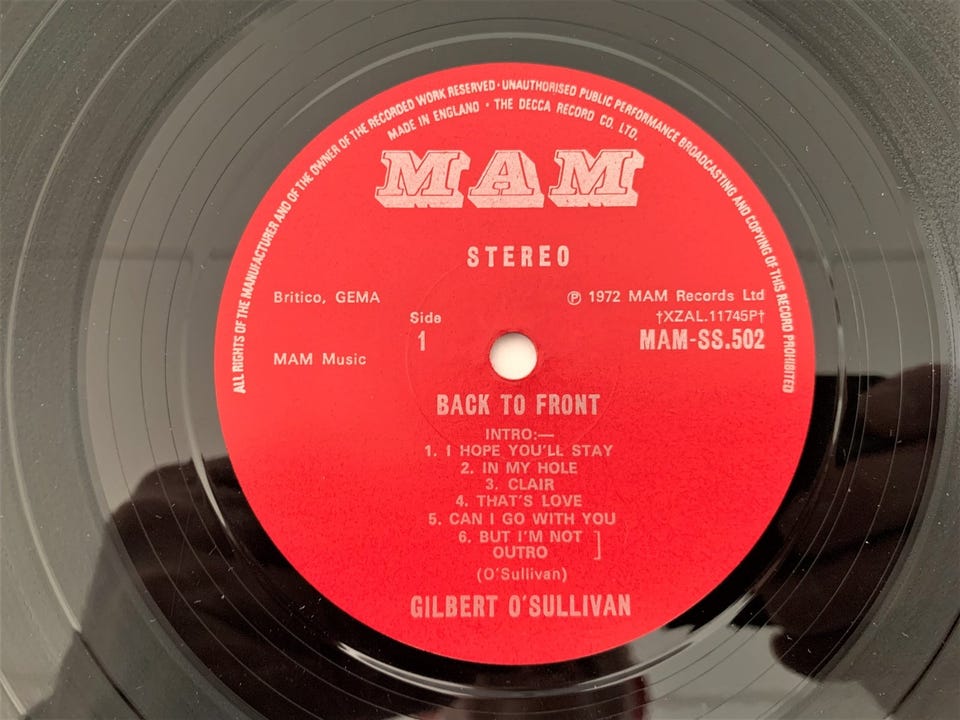 ALL RIGHTS OF THE MANUFACTURER AND OF THE OWNER OF THE RECORDED WORK RESERVED · UNAUTHORISED PUBLIC PERFORMANCE BROADCASTING AND COPYING OF THIS RECORD PROHIBITED
MADE IN ENGLAND · THE DECCA RECORD CO. LTD.
MAM
STEREO
Britico, GEMA
℗ 1972 MAM Records Ltd
†XZAL.11745P†
Side
1
MAM-SS.502
MAM Music
BACK TO FRONT
INTRO:—
1. I HOPE YOU'LL STAY
2. IN MY HOLE
3. CLAIR
4. THAT'S LOVE
5. CAN I GO WITH YOU
6. BUT I'M NOT
OUTRO ]
(O'Sullivan)
GILBERT O'SULLIVAN